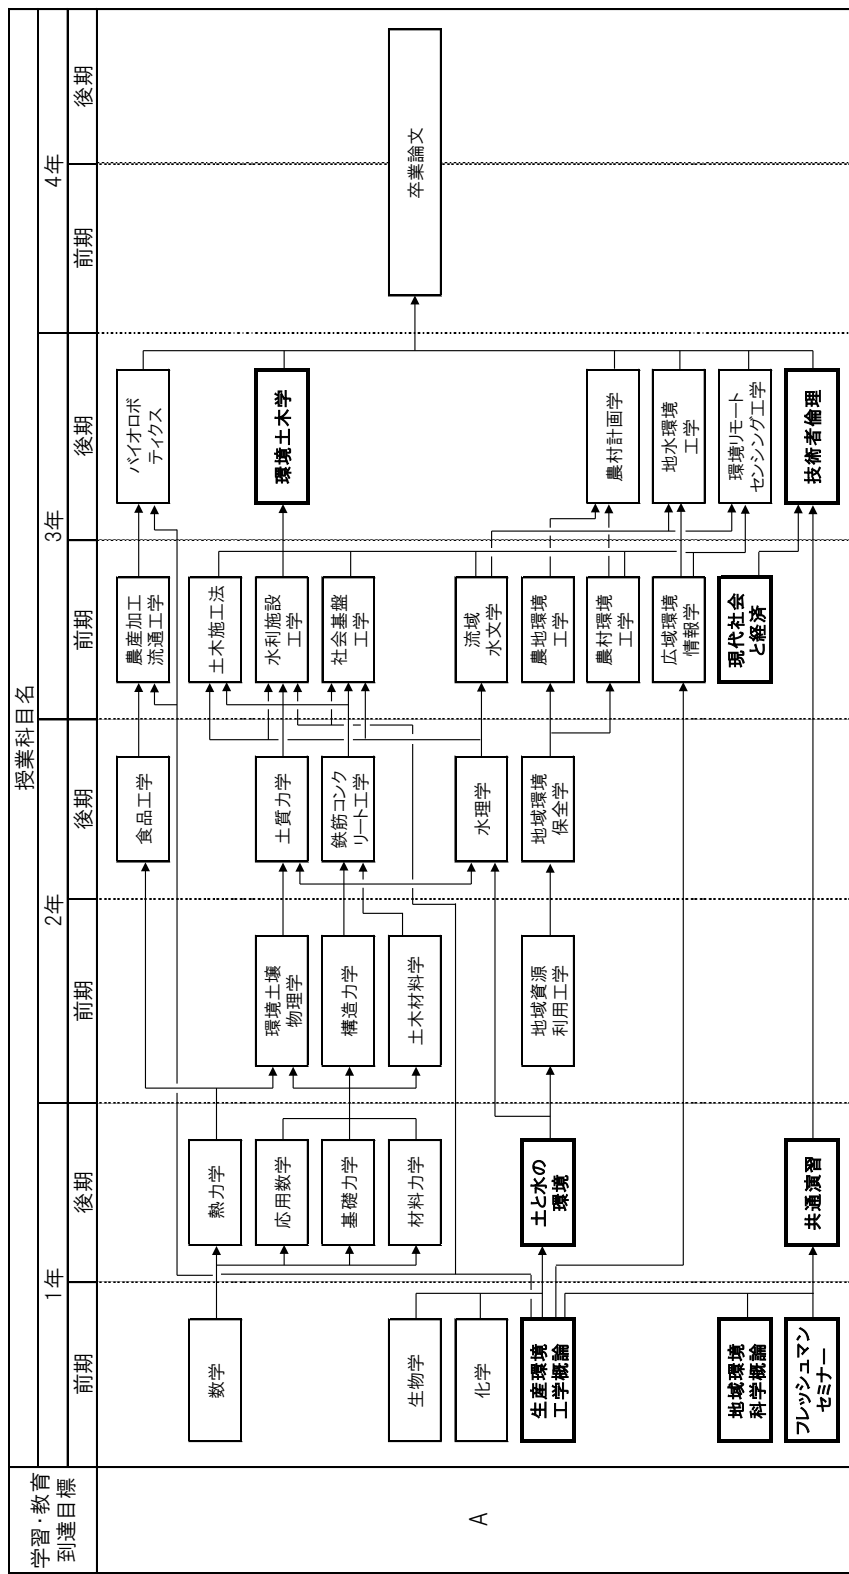 学習・教育
到達目標
授業科目名
1年
2年
3年
4年
前期
後期
前期
後期
前期
後期
前期
後期
A
数学
生物学
化学
生産環境
工学概論
地域環境
科学概論
フレッシュマン
セミナー
熱力学
応用数学
基礎力学
材料力学
土と水の
環境
共通演習
環境土壌
物理学
構造力学
土木材料学
地域資源
利用工学
食品工学
土質力学
鉄筋コンク
リート工学
水理学
地域環境
保全学
農産加工
流通工学
土木施工法
水利施設
工学
社会基盤
工学
流域
水文学
農地環境
工学
農村環境
工学
広域環境
情報学
現代社会
と経済
バイオロボ
ティクス
環境土木学
農村計画学
地水環境
工学
環境リモート
センシング工学
技術者倫理
卒業論文